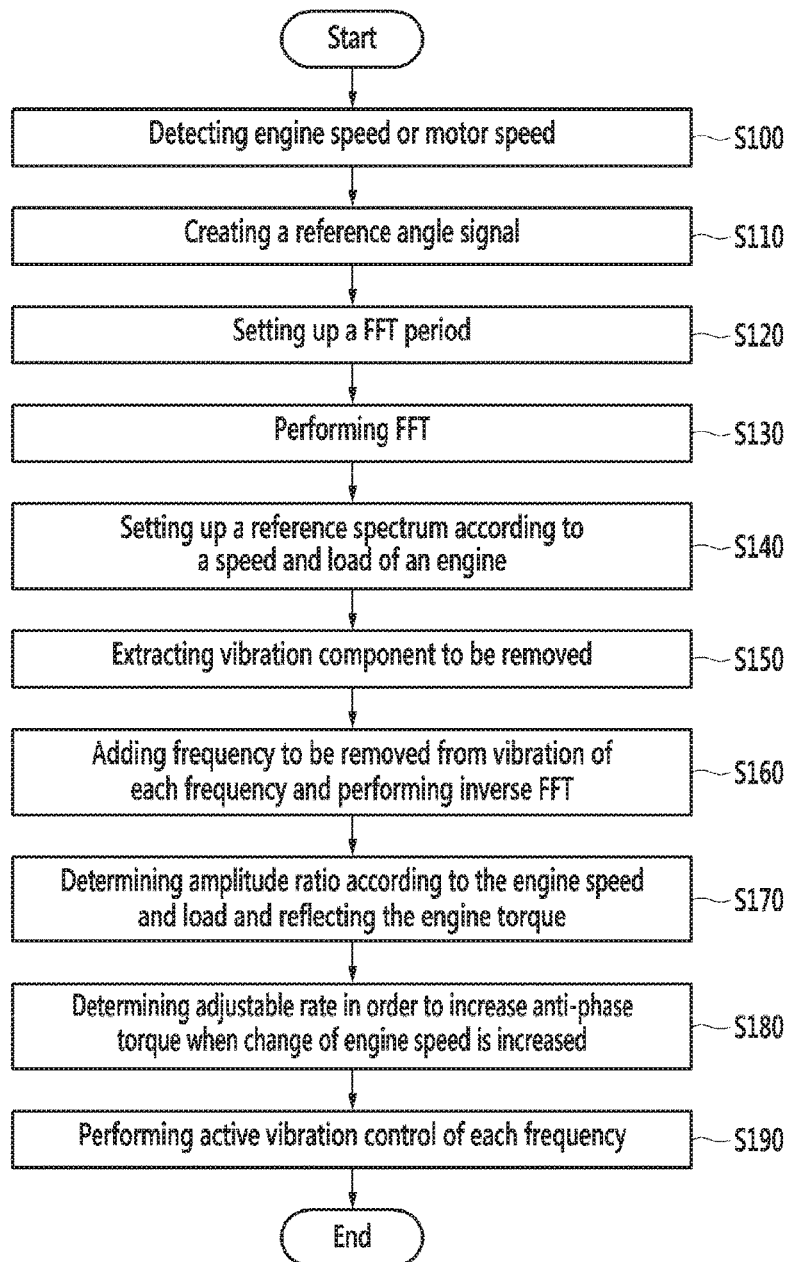 Start
Detecting engine speed or motor speed
S100
Creating a reference angle signal
S110
Setting up a FFT period
S120
Performing FFT
S130
Setting up a reference spectrum according to
a speed and load of an engine
S140
Extracting vibration component to be removed
S150
Adding frequency to be removed from vibration of
each frequency and performing inverse FFT
S160
Determining amplitude ratio according to the engine speed
and load and reflecting the engine torque
S170
Determining adjustable rate in order to increase anti-phase
torque when change of engine speed is increased
S180
Performing active vibration control of each frequency
S190
End